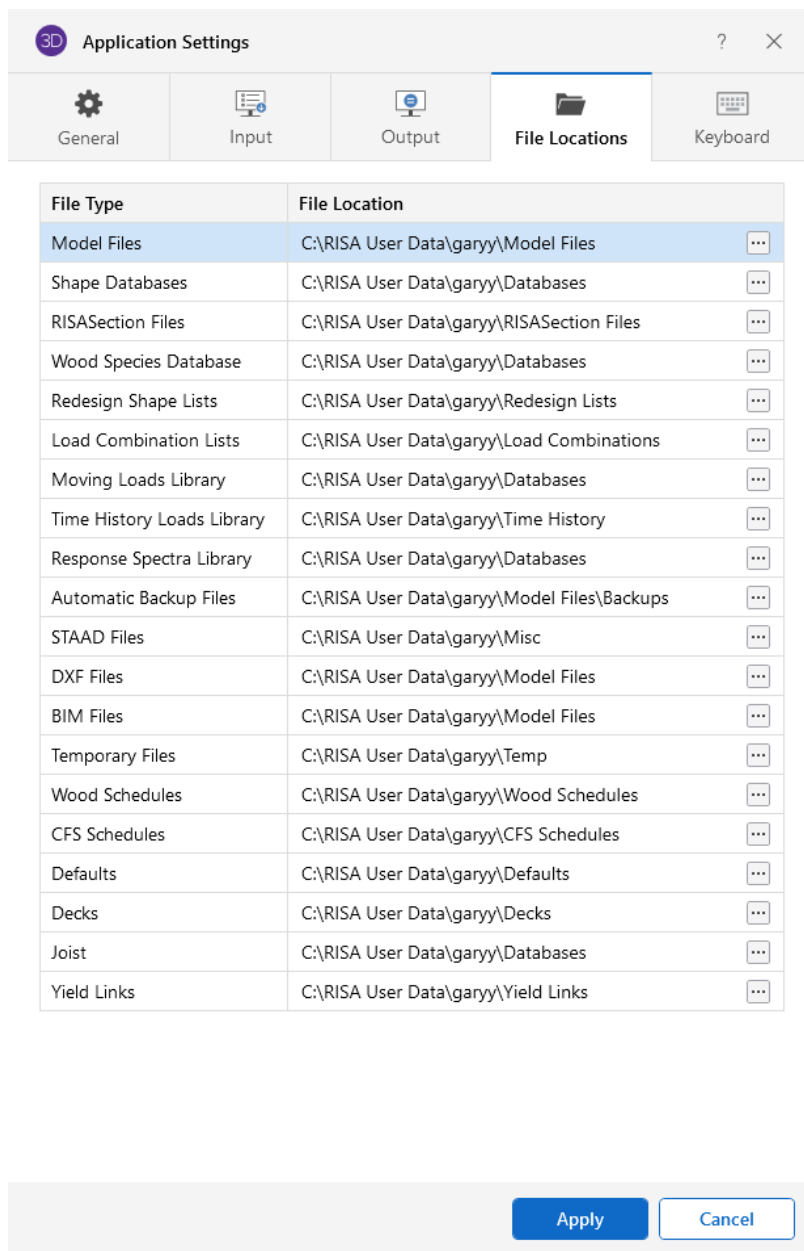 3D Application Settings ?
General Input Output File Locations Keyboard
File Type File Location
Model Files C:\RISA User Data\garyy\Model Files ...
Shape Databases C:\RISA User Data\garyy\Databases ...
RISASection Files C:\RISA User Data\garyy\RISASection Files ...
Wood Species Database C:\RISA User Data\garyy\Databases ...
Redesign Shape Lists C:\RISA User Data\garyy\Redesign Lists ...
Load Combination Lists C:\RISA User Data\garyy\Load Combinations ...
Moving Loads Library C:\RISA User Data\garyy\Databases ...
Time History Loads Library C:\RISA User Data\garyy\Time History ...
Response Spectra Library C:\RISA User Data\garyy\Databases ...
Automatic Backup Files C:\RISA User Data\garyy\Model Files\Backups ...
STAAD Files C:\RISA User Data\garyy\Misc ...
DXF Files C:\RISA User Data\garyy\Model Files ...
BIM Files C:\RISA User Data\garyy\Model Files ...
Temporary Files C:\RISA User Data\garyy\Temp ...
Wood Schedules C:\RISA User Data\garyy\Wood Schedules ...
CFS Schedules C:\RISA User Data\garyy\CFS Schedules ...
Defaults C:\RISA User Data\garyy\Defaults ...
Decks C:\RISA User Data\garyy\Decks ...
Joist C:\RISA User Data\garyy\Databases ...
Yield Links C:\RISA User Data\garyy\Yield Links ...
Apply Cancel